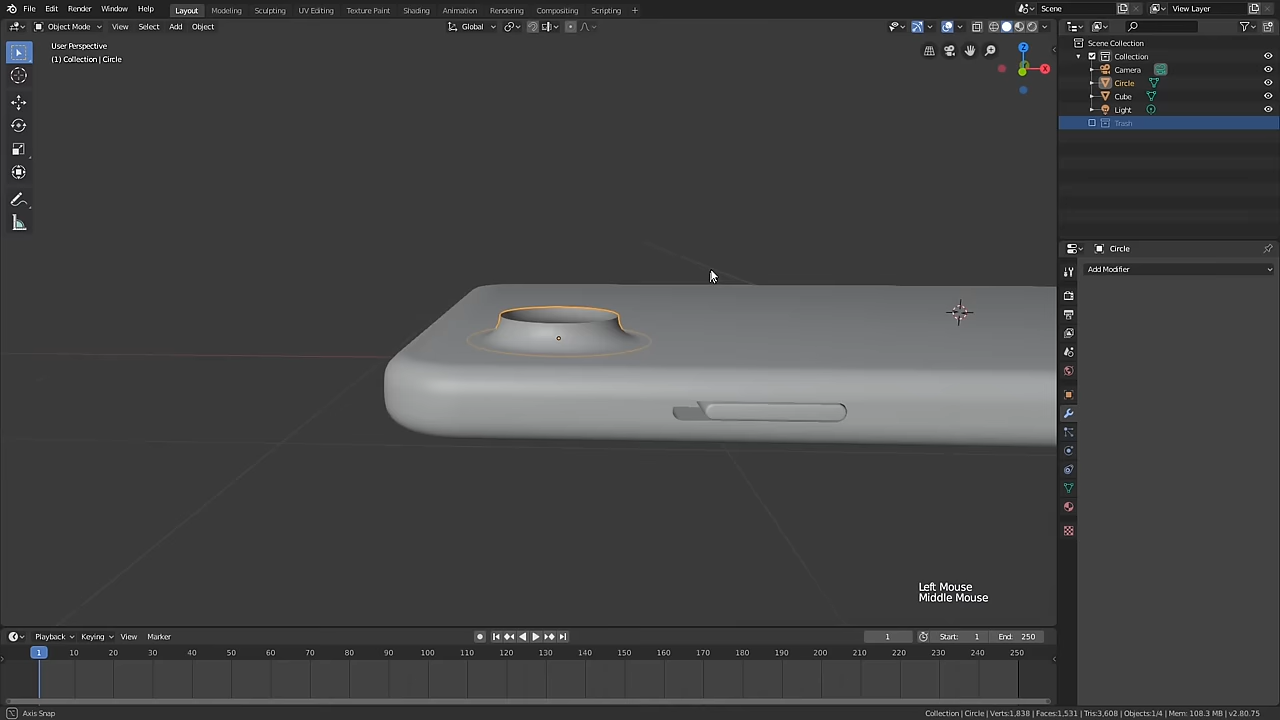 File Edit Render Window Help Layout Modeling Sculpting UV Editing Texture Paint Shading Animation Rendering Compositing Scripting + Scene View Layer
Object Mode View Select Add Object Global
User Perspective
(1) Collection | Circle
X
Z
Scene Collection
Collection
Camera
Circle
Cube
Light
Trash
Circle
Add Modifier
Left Mouse
Middle Mouse
Playback Keying View Marker 1 Start: 1 End: 250
1 10 20 30 40 50 60 70 80 90 100 110 120 130 140 150 160 170 180 190 200 210 220 230 240 250
Axis Snap Collection | Circle | Verts:1,838 | Faces:1,531 | Tris:3,608 | Objects:1/4 | Mem: 108.3 MB | v2.80.75